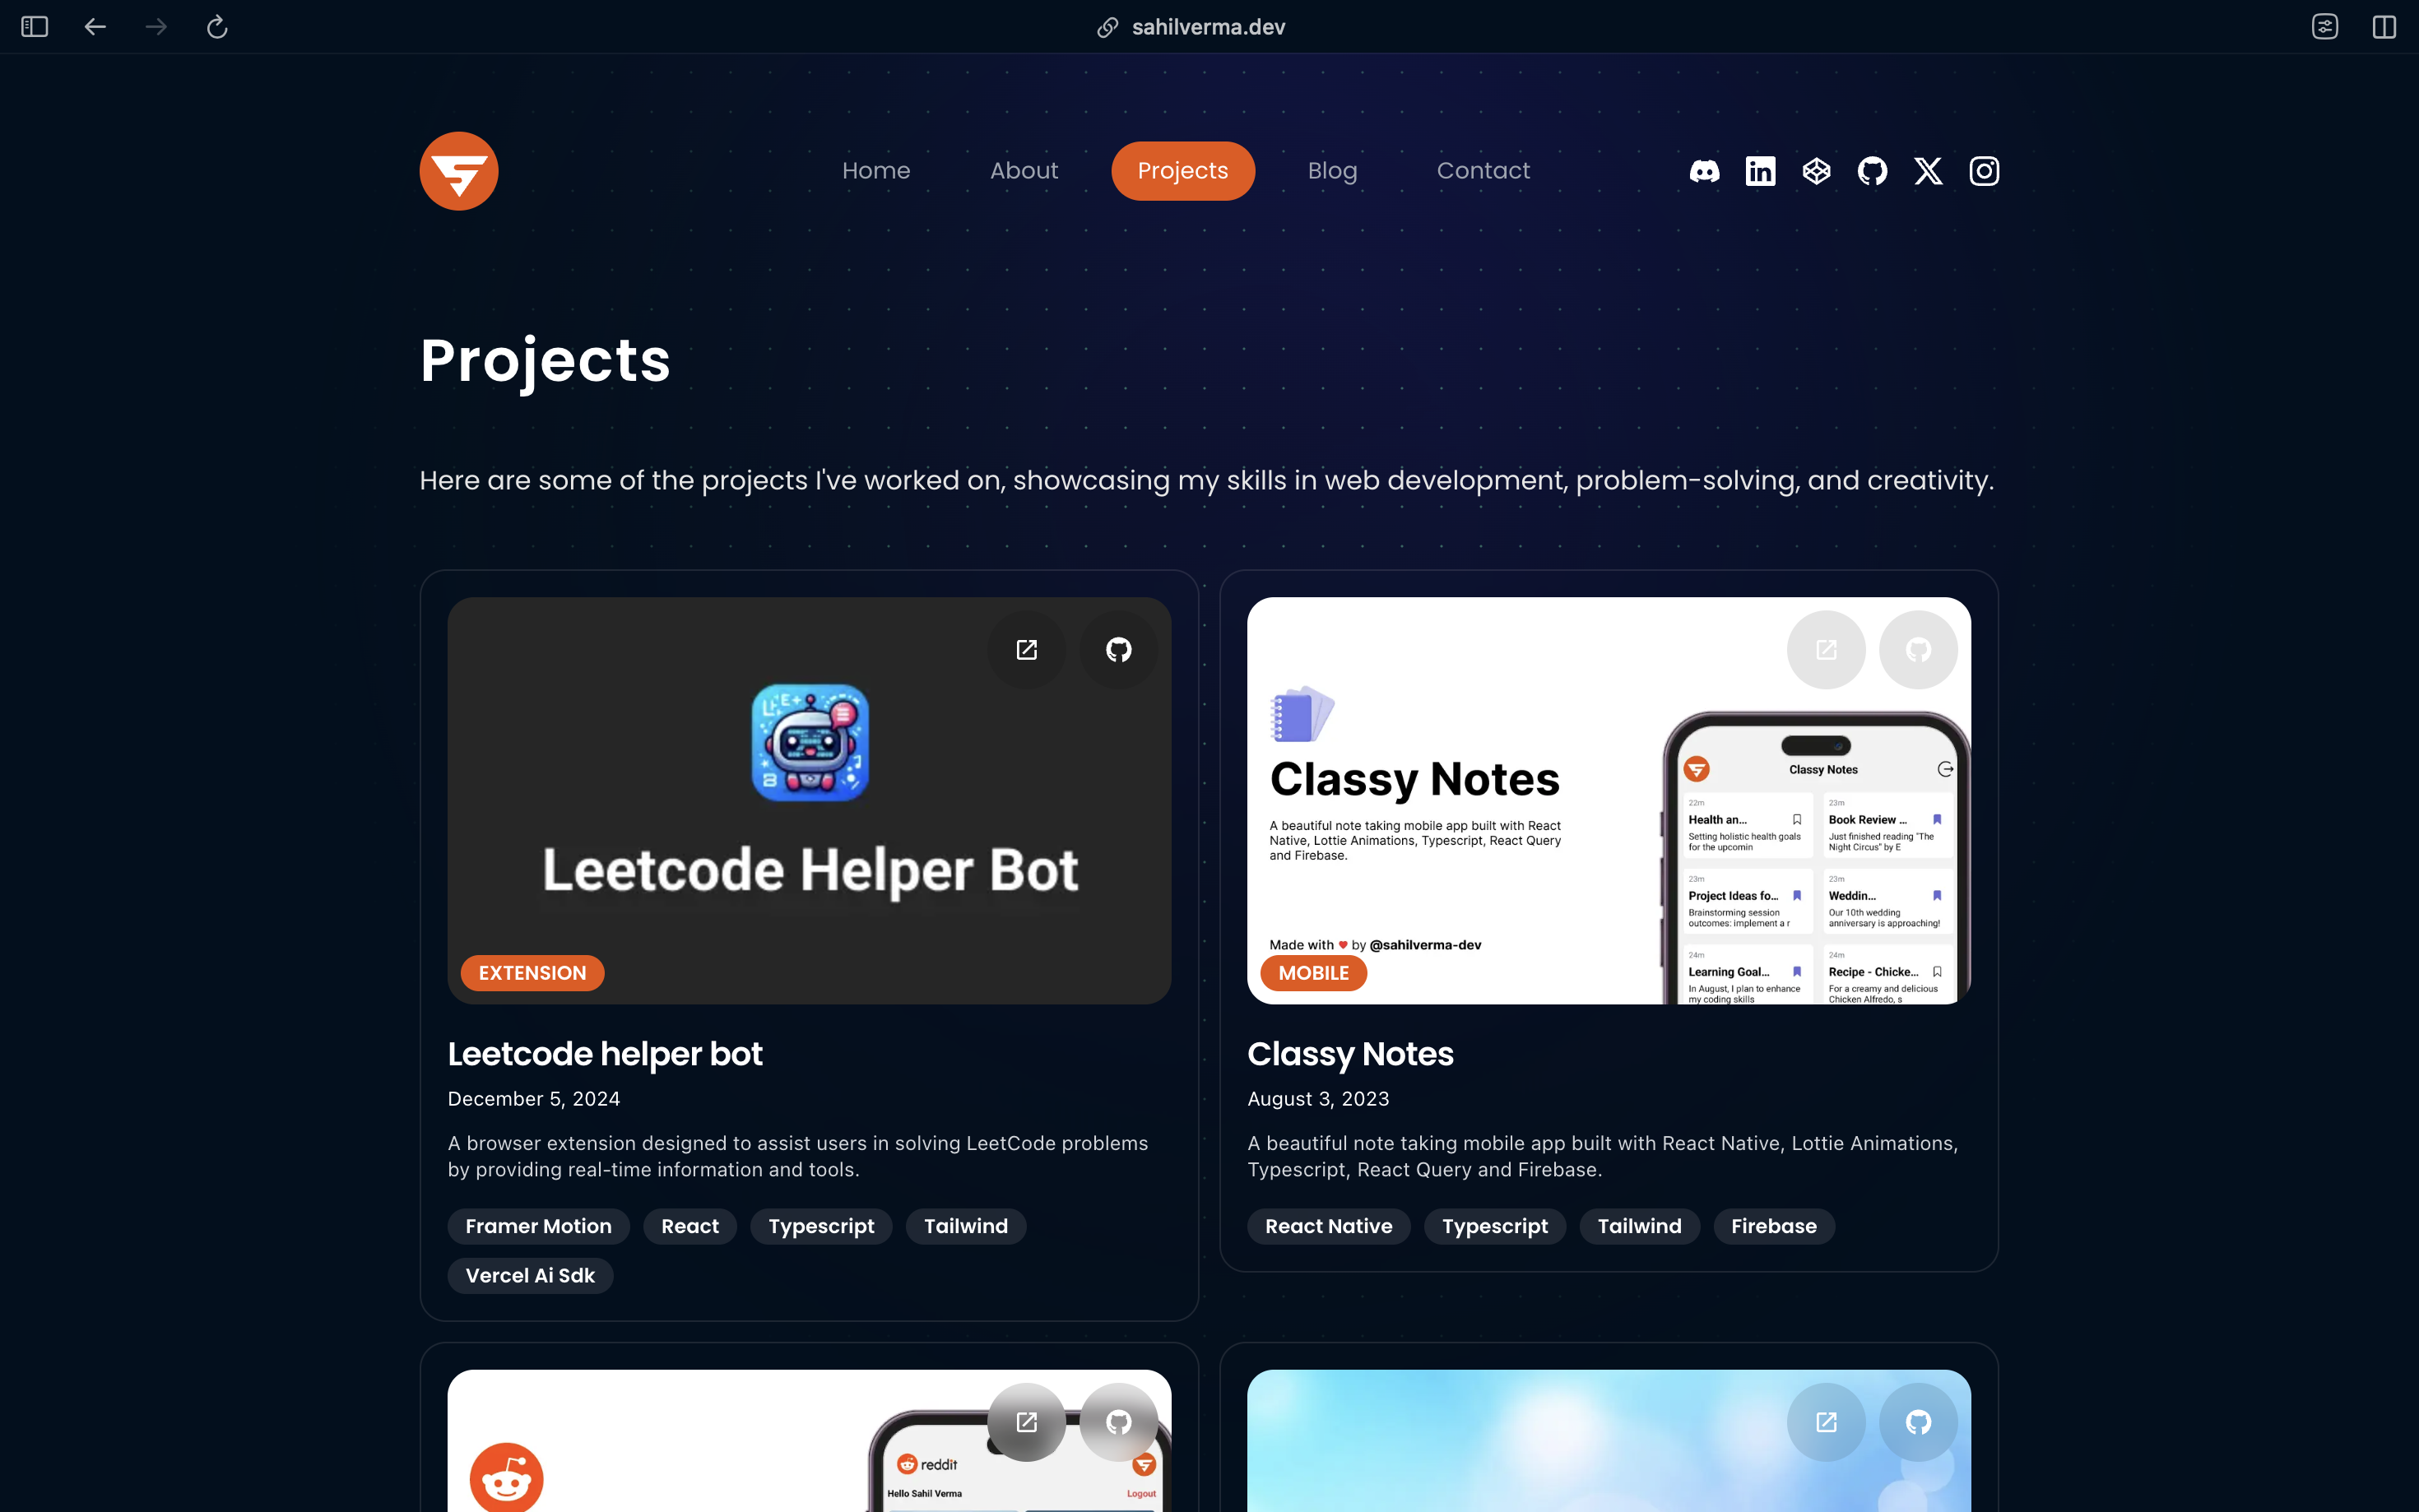 sahilverma.dev
Home
About
Projects
Blog
Contact
Projects
Here are some of the projects I've worked on, showcasing my skills in web development, problem-solving, and creativity.
Leetcode Helper Bot
EXTENSION
Leetcode helper bot
December 5, 2024
A browser extension designed to assist users in solving LeetCode problems
by providing real-time information and tools.
Framer Motion
React
Typescript
Tailwind
Vercel Ai Sdk
Classy Notes
A beautiful note taking mobile app built with React
Native, Lottie Animations, Typescript, React Query
and Firebase.
Made with ♥ by @sahilverma-dev
MOBILE
Classy Notes
22m
Health an...
Setting holistic health goals
for the upcomin
23m
Book Review ...
Just finished reading "The
Night Circus" by E
23m
Project Ideas fo...
Brainstorming session
outcomes: implement a r
23m
Weddin...
Our 10th wedding
anniversary is approaching!
24m
Learning Goal...
In August, I plan to enhance
my coding skills
24m
Recipe - Chicke...
For a creamy and delicious
Chicken Alfredo, s
Classy Notes
August 3, 2023
A beautiful note taking mobile app built with React Native, Lottie Animations,
Typescript, React Query and Firebase.
React Native
Typescript
Tailwind
Firebase
reddit
Hello Sahil Verma
Logout